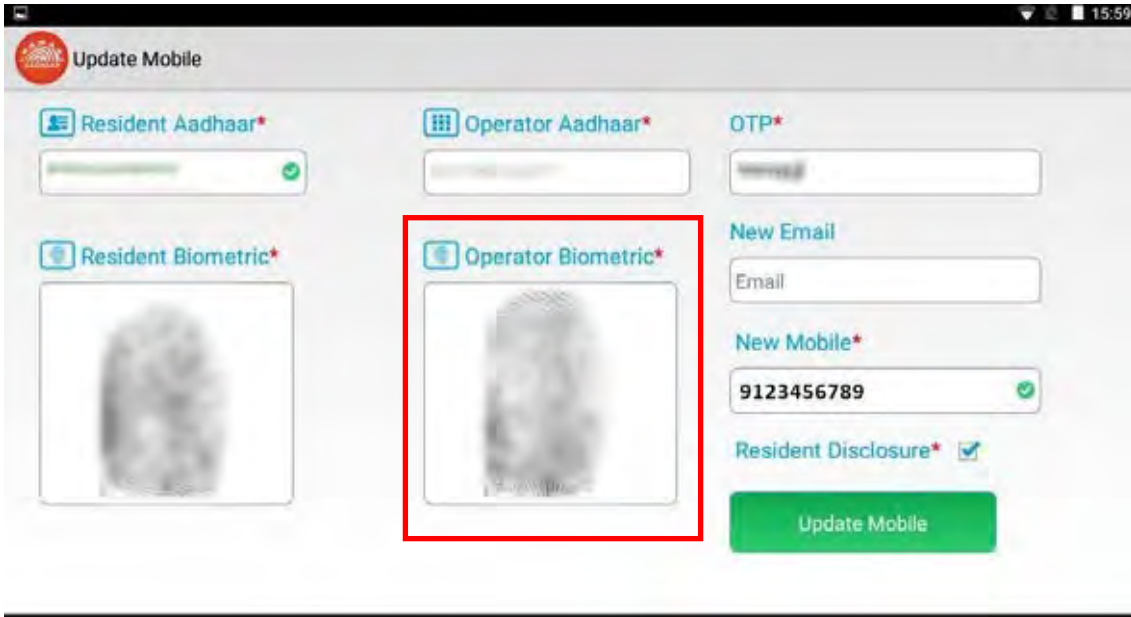 15:59
Update Mobile
Resident Aadhaar*
Operator Aadhaar*
OTP*
Resident Biometric*
Operator Biometric*
New Email
Email
New Mobile*
9123456789
Resident Disclosure*
Update Mobile